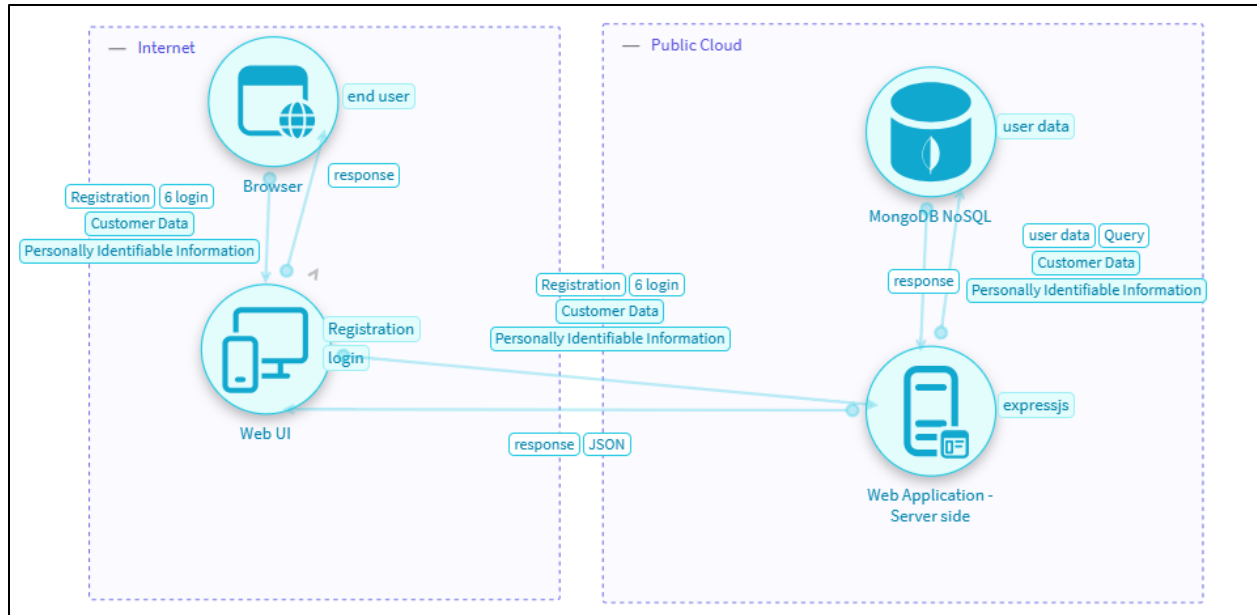 Internet
end user
Browser
response
Registration 6 login
Customer Data
Personally Identifiable Information
Registration
login
Web UI
Registration 6 login
Customer Data
Personally Identifiable Information
response JSON
Public Cloud
user data
MongoDB NoSQL
response
user data Query
Customer Data
Personally Identifiable Information
expressjs
Web Application -
Server side